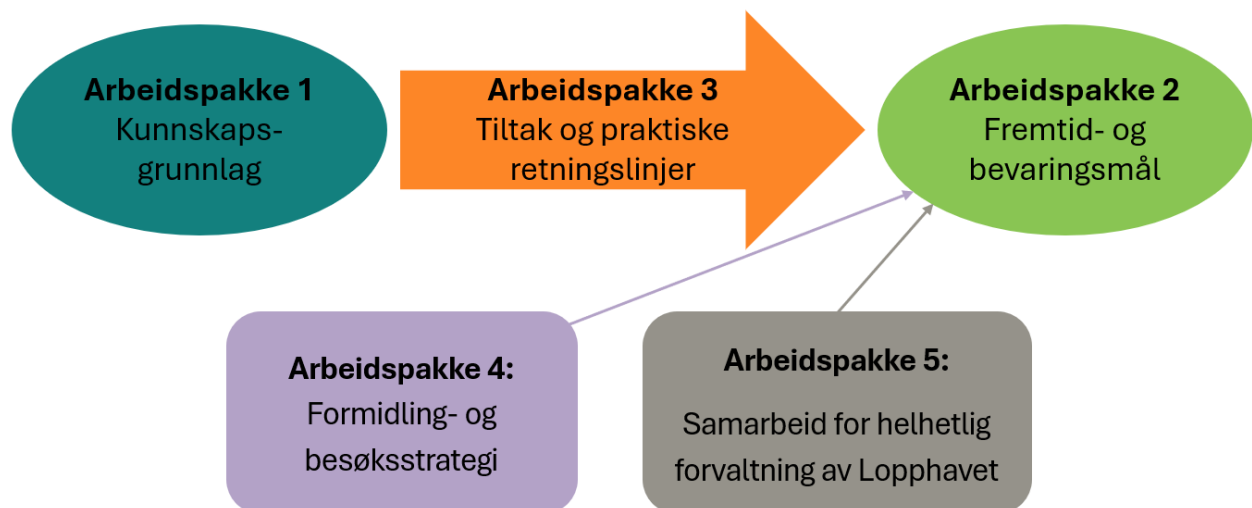 Arbeidspakke 1
Kunnskaps-
grunnlag
Arbeidspakke 3
Tiltak og praktiske
retningslinjer
Arbeidspakke 2
Fremtid- og
bevaringsmål
Arbeidspakke 4:
Formidling- og
besøksstrategi
Arbeidspakke 5:
Samarbeid for helhetlig
forvaltning av Lopphavet